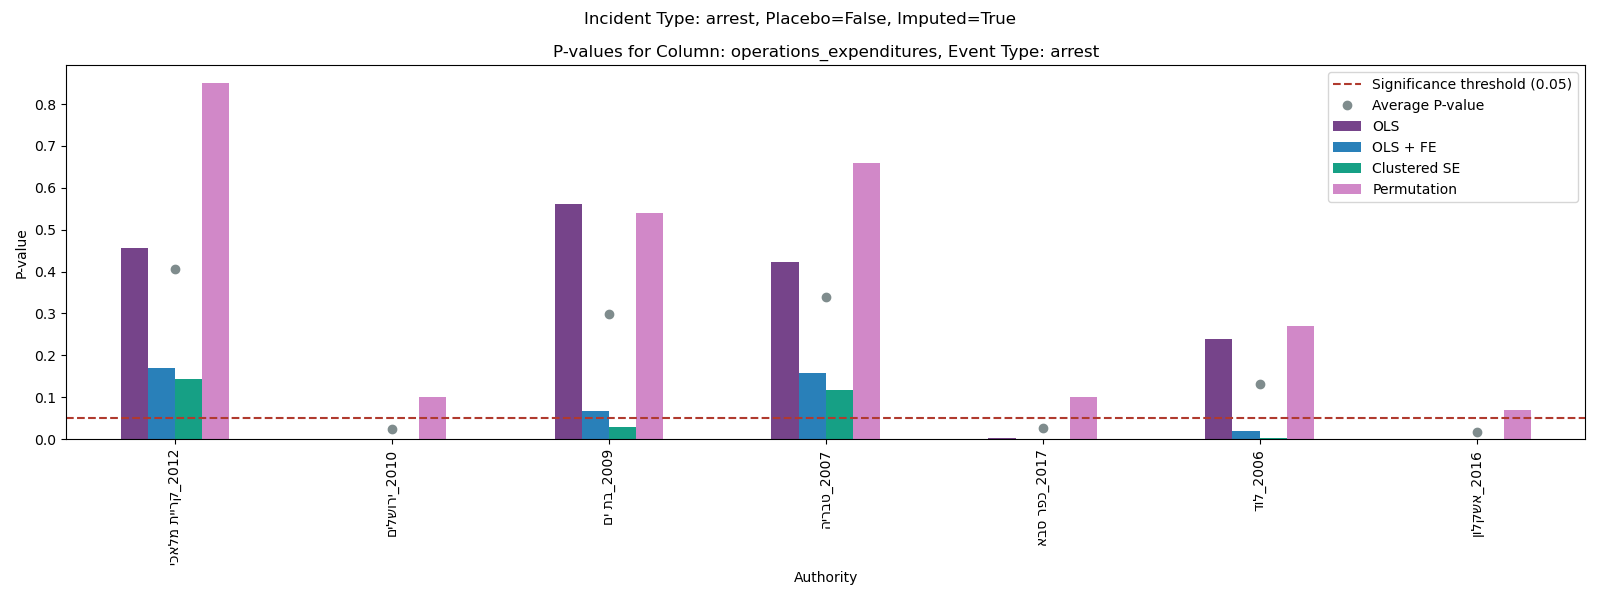 Incident Type: arrest, Placebo=False, Imputed=True
P-values for Column: operations_expenditures, Event Type: arrest
Significance threshold (0.05)
Average P-value
OLS
OLS + FE
Clustered SE
Permutation
P-value
0.8
0.7
0.6
0.5
0.4
0.3
0.2
0.1
0.0
קריית מלאכי_2012
ירושלים_2010
בת ים_2009
טבריה_2007
כפר סבא_2017
לוד_2006
אשקלון_2016
Authority